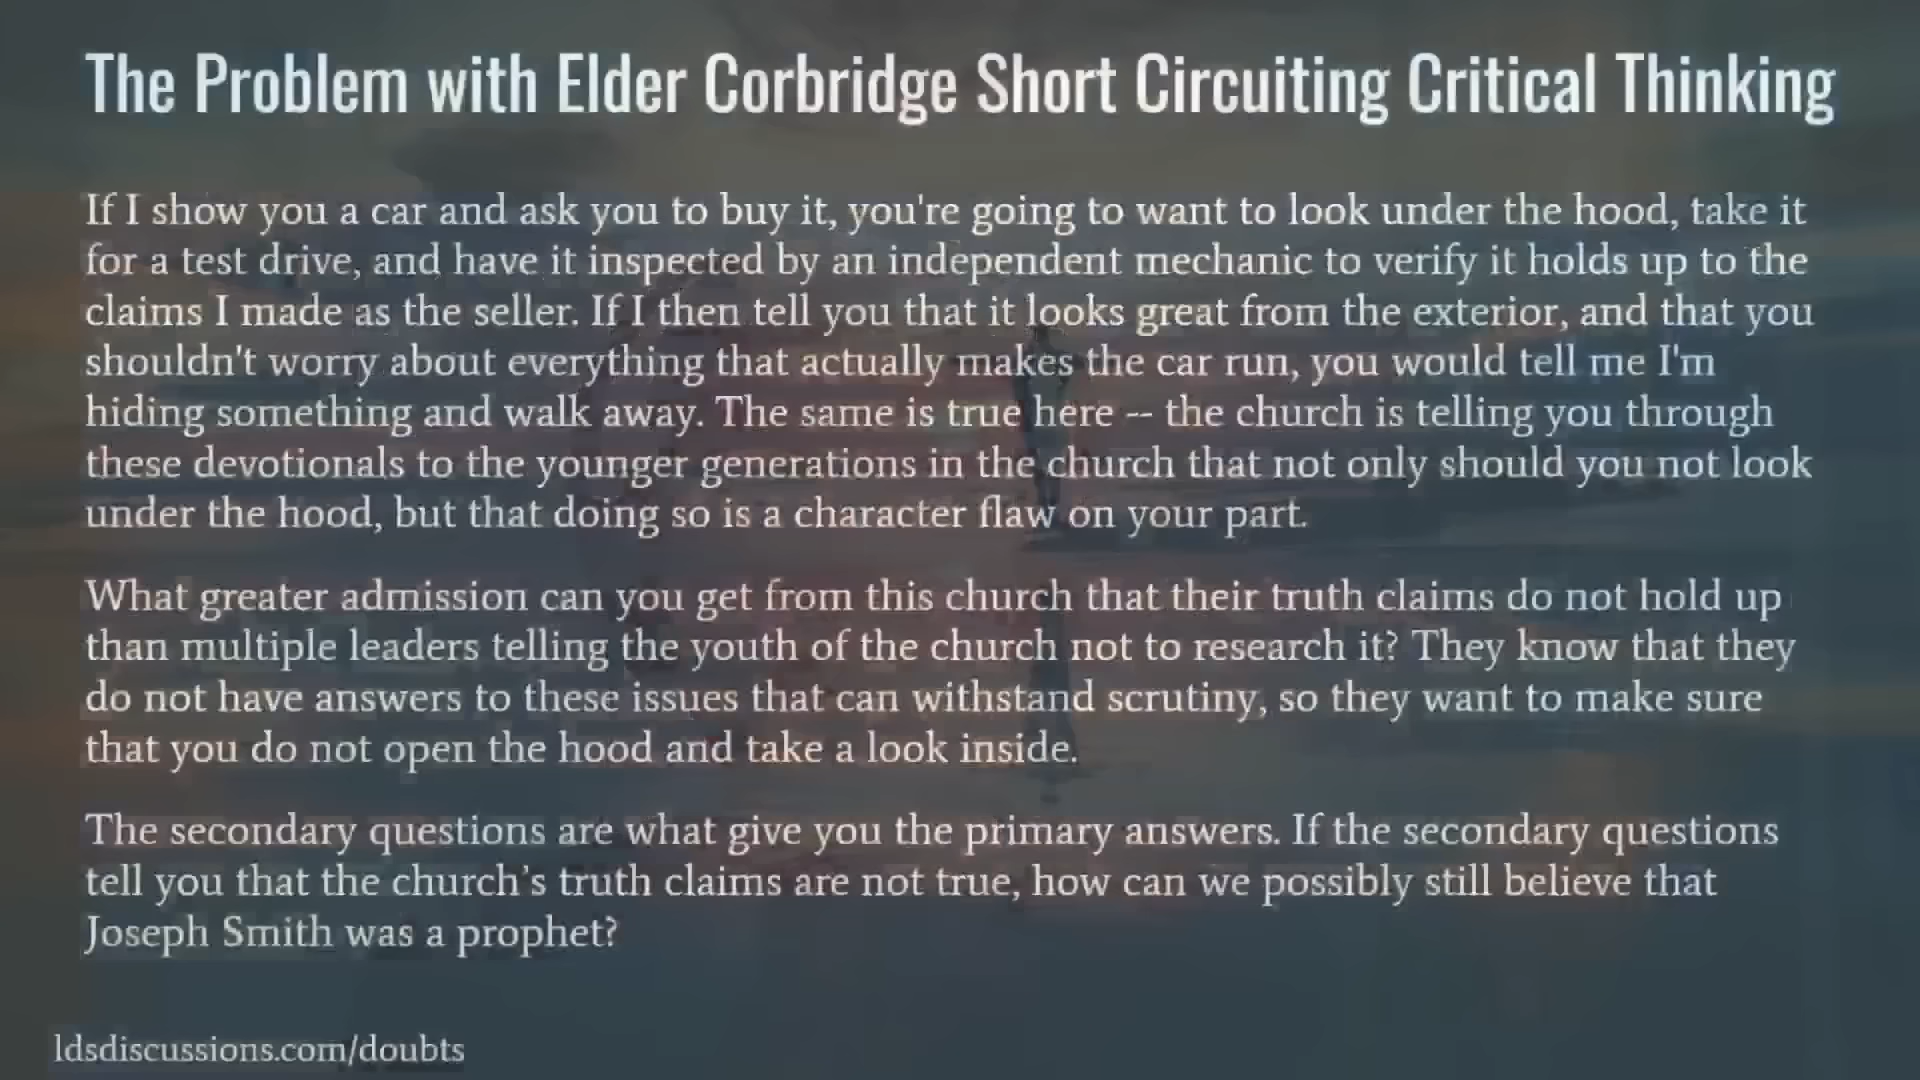 The Problem with Elder Corbridge Short Circuiting Critical Thinking
If I show you a car and ask you to buy it, you're going to want to look under the hood, take it
for a test drive, and have it inspected by an independent mechanic to verify it holds up to the
claims I made as the seller. If I then tell you that it looks great from the exterior, and that you
shouldn't worry about everything that actually makes the car run, you would tell me I'm
hiding something and walk away. The same is true here -- the church is telling you through
these devotionals to the younger generations in the church that not only should you not look
under the hood, but that doing so is a character flaw on your part.
What greater admission can you get from this church that their truth claims do not hold up
than multiple leaders telling the youth of the church not to research it? They know that they
do not have answers to these issues that can withstand scrutiny, so they want to make sure
that you do not open the hood and take a look inside.
The secondary questions are what give you the primary answers. If the secondary questions
tell you that the church’s truth claims are not true, how can we possibly still believe that
Joseph Smith was a prophet?
ldsdiscussions.com/doubts